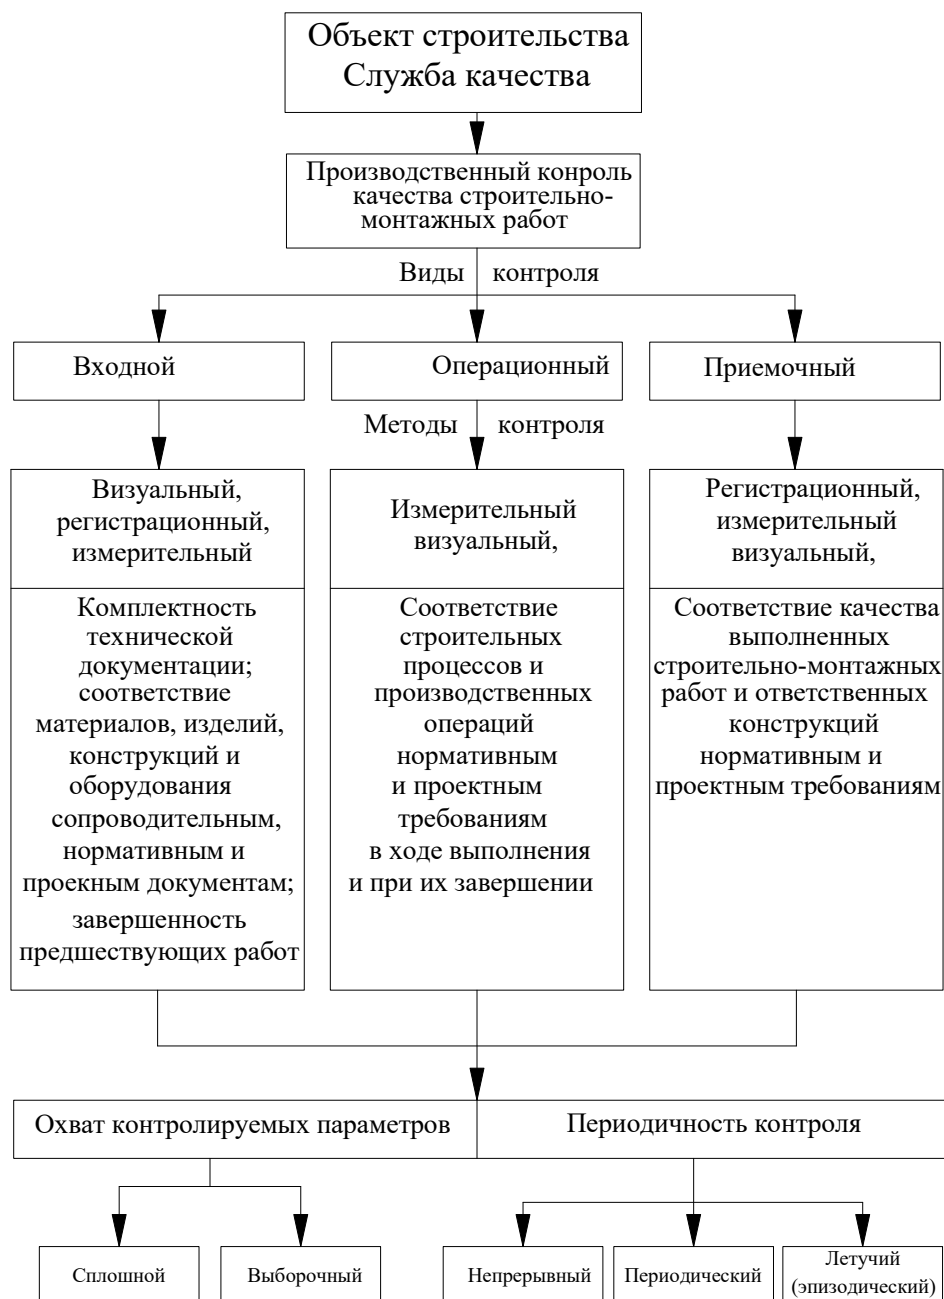 Объект строительства
Служба качества
Производственный конроль
качества строительно-
монтажных работ
Виды контроля
Входной
Операционный
Приемочный
Методы контроля
Визуальный,
регистрационный,
измерительный
Измерительный
визуальный,
Регистрационный,
измерительный
визуальный,
Комплектность
технической
документации;
соответствие
материалов, изделий,
конструкций и
оборудования
сопроводительным,
нормативным и
проекным документам;
завершенность
предшествующих работ
Соответствие
строительных
процессов и
производственных
операций
нормативным
и проектным
требованиям
в ходе выполнения
и при их завершении
Соответствие качества
выполненных
строительно-монтажных
работ и ответственных
конструкций
нормативным и
проектным требованиям
Охват контролируемых параметров
Периодичность контроля
Сплошной
Выборочный
Непрерывный
Периодический
Летучий
(эпизодический)